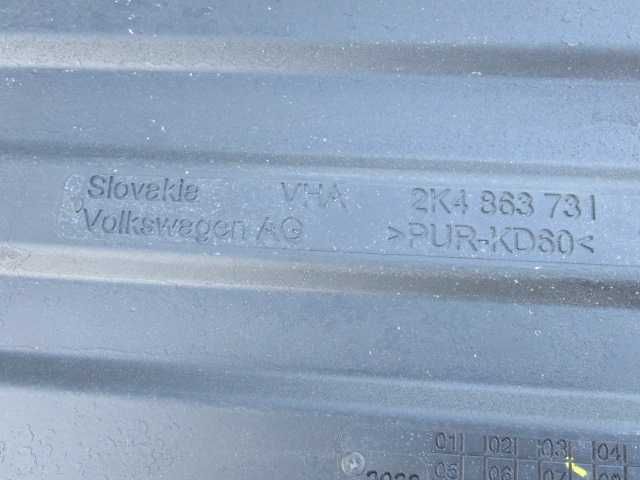 Slovakia VHA 2K4 863 731
Volkswagen AG >PUR-KD60<
01 02 03 04
05 06 07